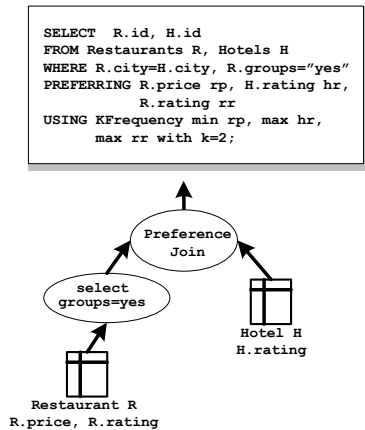 SELECT R.id, H.id
FROM Restaurants R, Hotels H
WHERE R.city=H.city, R.groups=”yes”
PREFERRING R.price rp, H.rating hr,
R.rating rr
USING KFrequency min rp, max hr,
max rr with k=2;
Preference
Join
select
groups=yes
Hotel H
H.rating
Restaurant R
R.price, R.rating